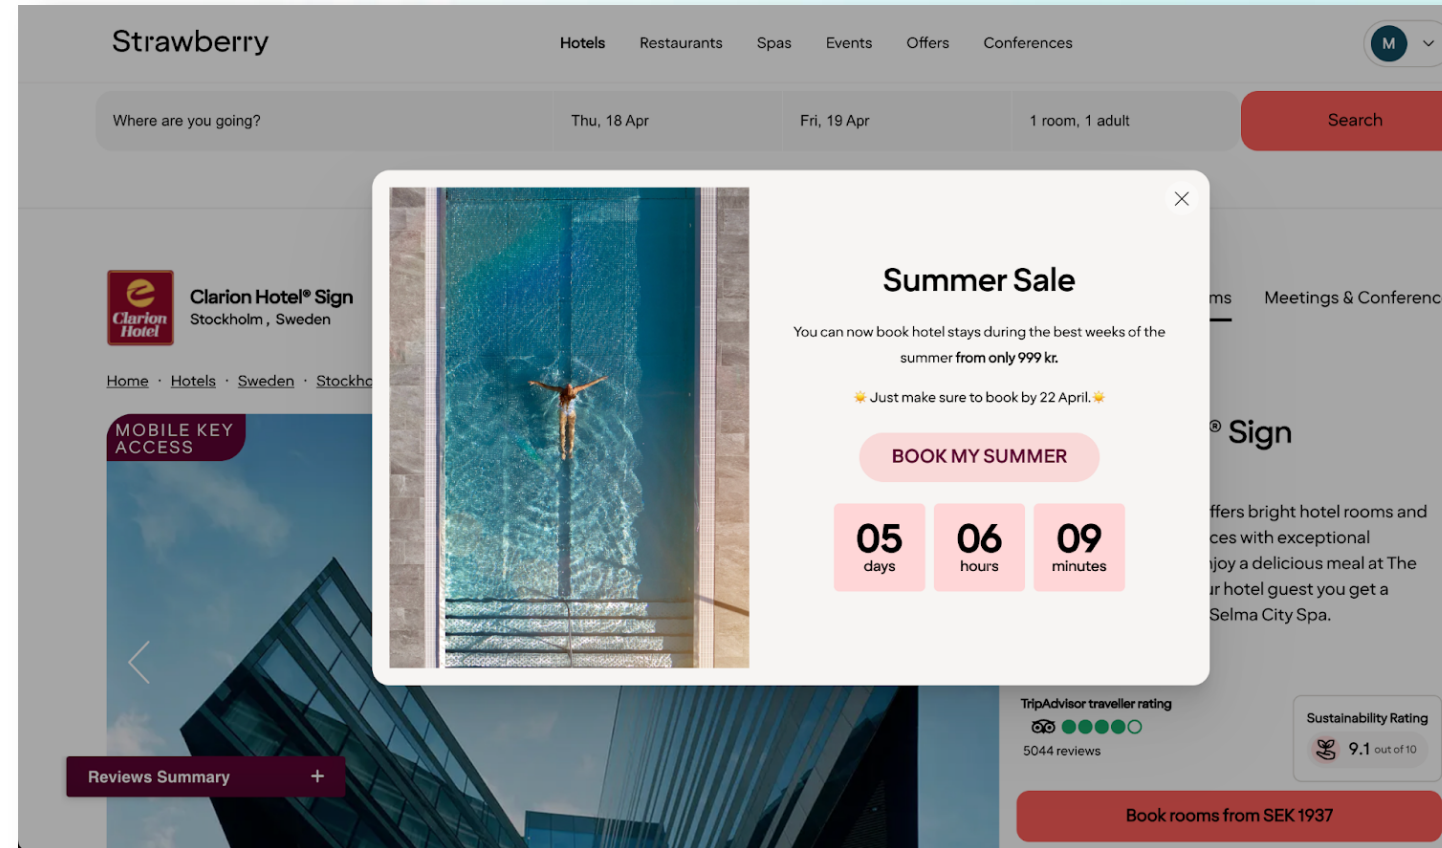 Strawberry
Hotels Restaurants Spas Events Offers Conferences
M
Where are you going? Thu, 18 Apr Fri, 19 Apr 1 room, 1 adult Search
Clarion Hotel
Clarion Hotel® Sign
Stockholm , Sweden
Meetings & Conferenc
Home · Hotels · Sweden · Stockho
MOBILE KEY
ACCESS
Summer Sale
You can now book hotel stays during the best weeks of the
summer from only 999 kr.
☀️ Just make sure to book by 22 April.☀️
BOOK MY SUMMER
05 06 09
days hours minutes
® Sign
ffers bright hotel rooms and
ces with exceptional
joy a delicious meal at The
ur hotel guest you get a
Selma City Spa.
TripAdvisor traveller rating
5044 reviews
Sustainability Rating
9.1 out of 10
Reviews Summary +
Book rooms from SEK 1937